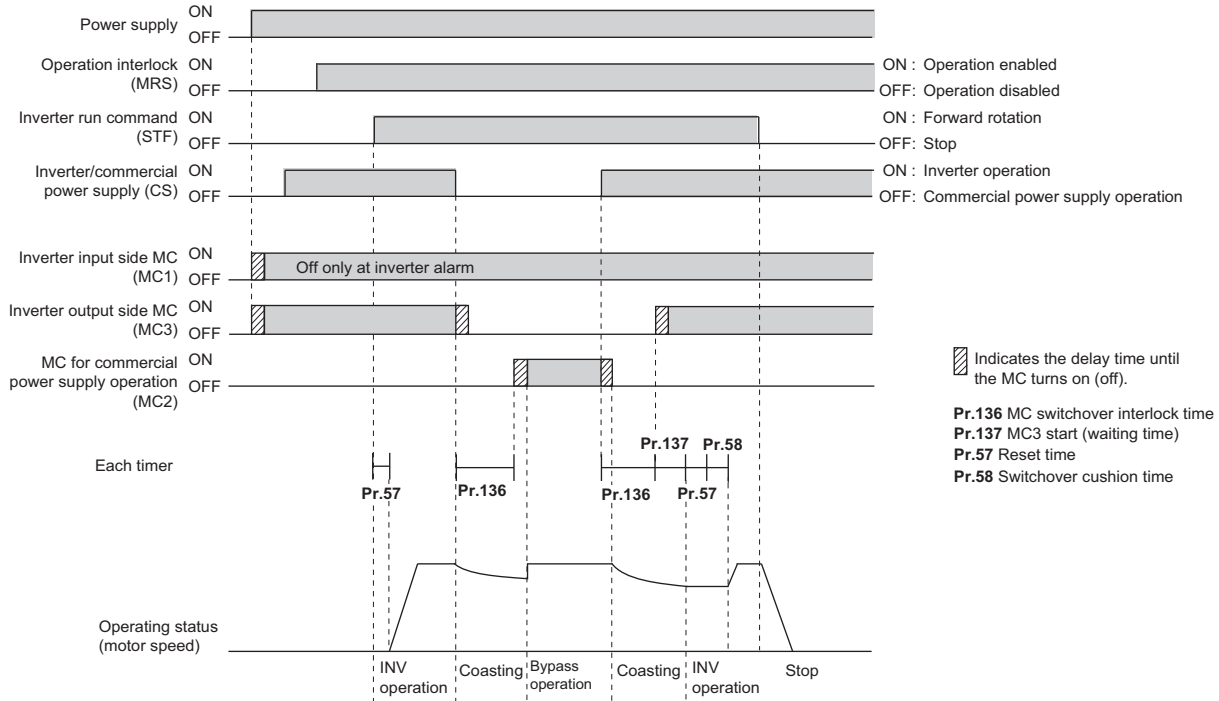 Power supply
ON
OFF
Operation interlock
(MRS)
ON
OFF
ON : Operation enabled
OFF: Operation disabled
Inverter run command
(STF)
ON
OFF
ON : Forward rotation
OFF: Stop
Inverter/commercial
power supply (CS)
ON
OFF
ON : Inverter operation
OFF: Commercial power supply operation
Inverter input side MC
(MC1)
ON
OFF
Off only at inverter alarm
Inverter output side MC
(MC3)
ON
OFF
MC for commercial
power supply operation
(MC2)
ON
OFF
Indicates the delay time until
the MC turns on (off).
Pr.136 MC switchover interlock time
Pr.137 MC3 start (waiting time)
Pr.57 Reset time
Pr.58 Switchover cushion time
Each timer
Pr.57
Pr.136
Pr.137
Pr.58
Pr.136
Pr.57
Operating status
(motor speed)
INV
operation
Coasting
Bypass
operation
Coasting
INV
operation
Stop